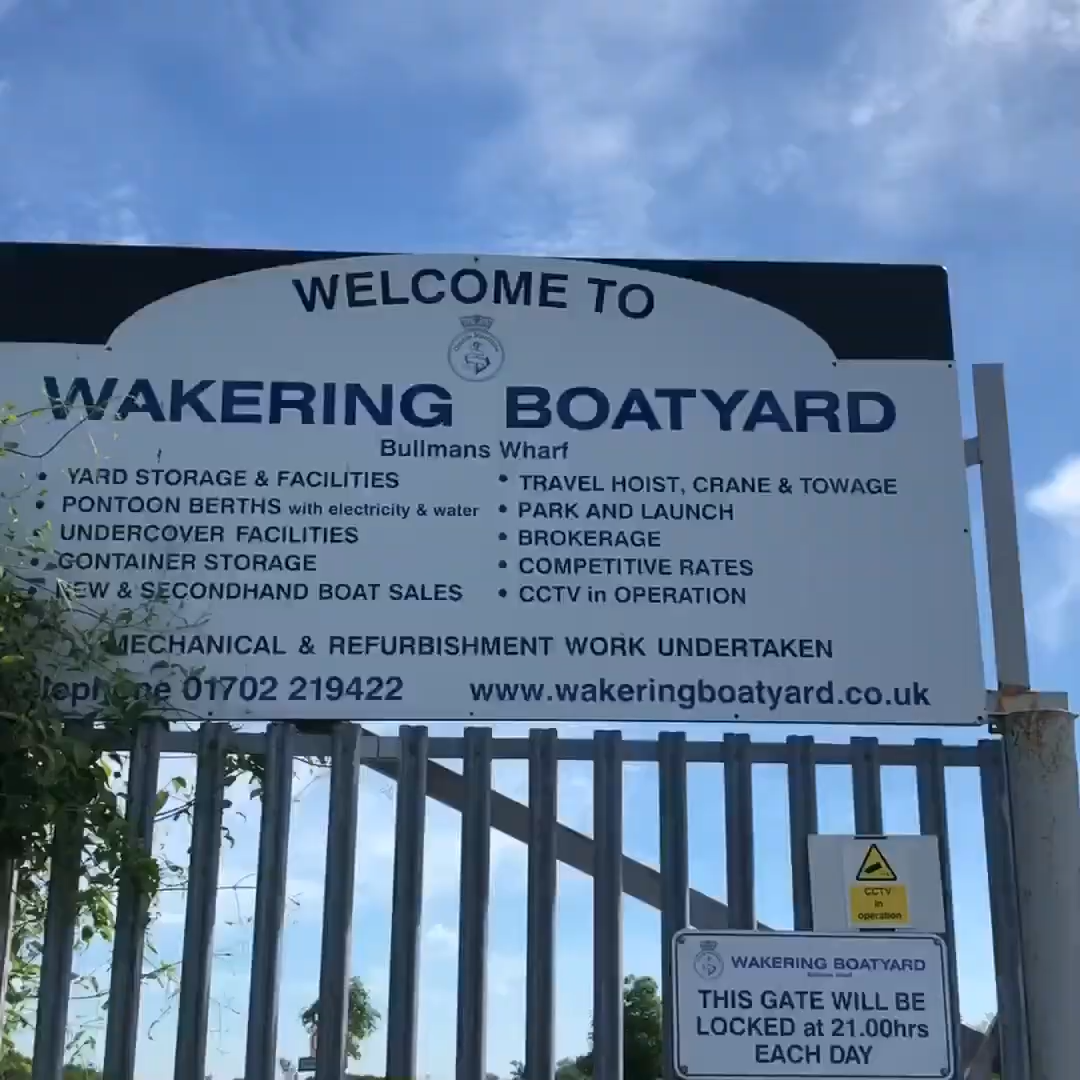 WELCOME TO
WAKERING BOATYARD
Bullmans Wharf
• YARD STORAGE & FACILITIES
• PONTOON BERTHS with electricity & water
• UNDERCOVER FACILITIES
• CONTAINER STORAGE
• NEW & SECONDHAND BOAT SALES
• TRAVEL HOIST, CRANE & TOWAGE
• PARK AND LAUNCH
• BROKERAGE
• COMPETITIVE RATES
• CCTV in OPERATION
MECHANICAL & REFURBISHMENT WORK UNDERTAKEN
Telephone 01702 219422 www.wakeringboatyard.co.uk
CCTV
in
operation
WAKERING BOATYARD
THIS GATE WILL BE
LOCKED at 21.00hrs
EACH DAY